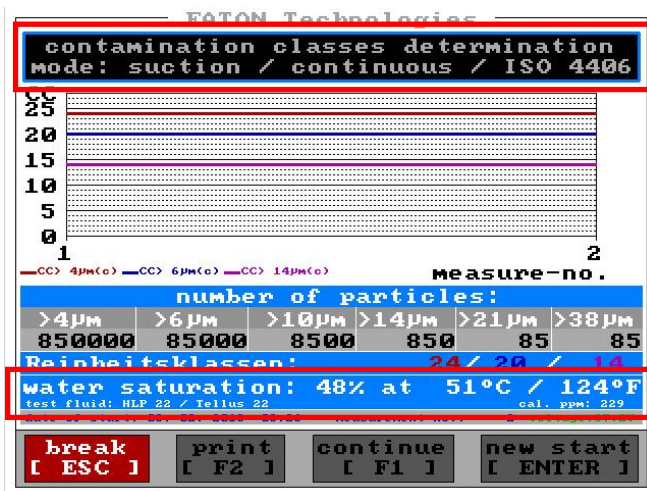 EATON Technologies
contamination classes determination
mode: suction / continuous / ISO 4406
CC
25
20
15
10
5
0
1 2
CC> 4µm(c) CC> 6µm(c) CC> 14µm(c) measure-no.
number of particles:
>4µm >6µm >10µm >14µm >21µm >38µm
850000 85000 8500 850 85 85
Reinheitsklassen: 24/ 20 / 14
water saturation: 48% at 51°C / 124°F
test fluid: HLP 22 / Tellus 22 cal. ppm: 229
break print continue new start
[ ESC ] [ F2 ] [ F1 ] [ ENTER ]